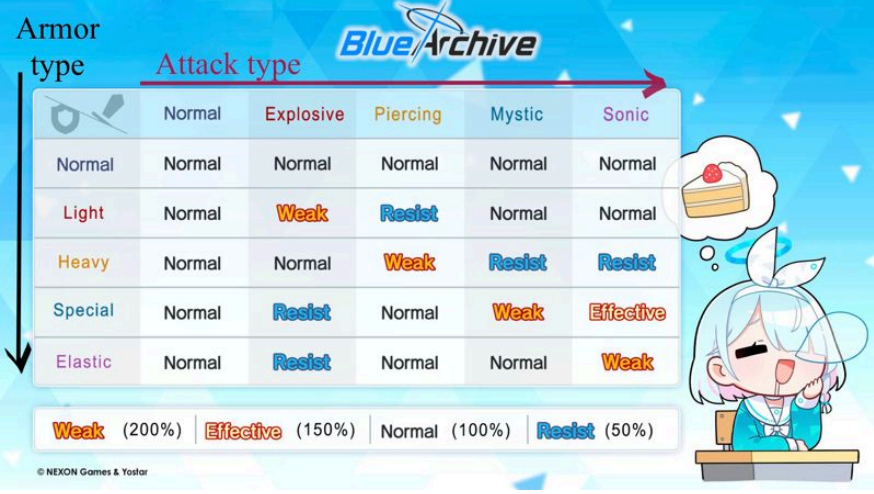 Armor
type
Attack type
BlueArchive
Normal Explosive Piercing Mystic Sonic
Normal Normal Normal Normal Normal Normal
Light Normal Weak Resist Normal Normal
Heavy Normal Normal Weak Resist Resist
Special Normal Resist Normal Weak Effective
Elastic Normal Resist Normal Normal Weak
Weak (200%) Effective (150%) Normal (100%) Resist (50%)
© NEXON Games & Yostar